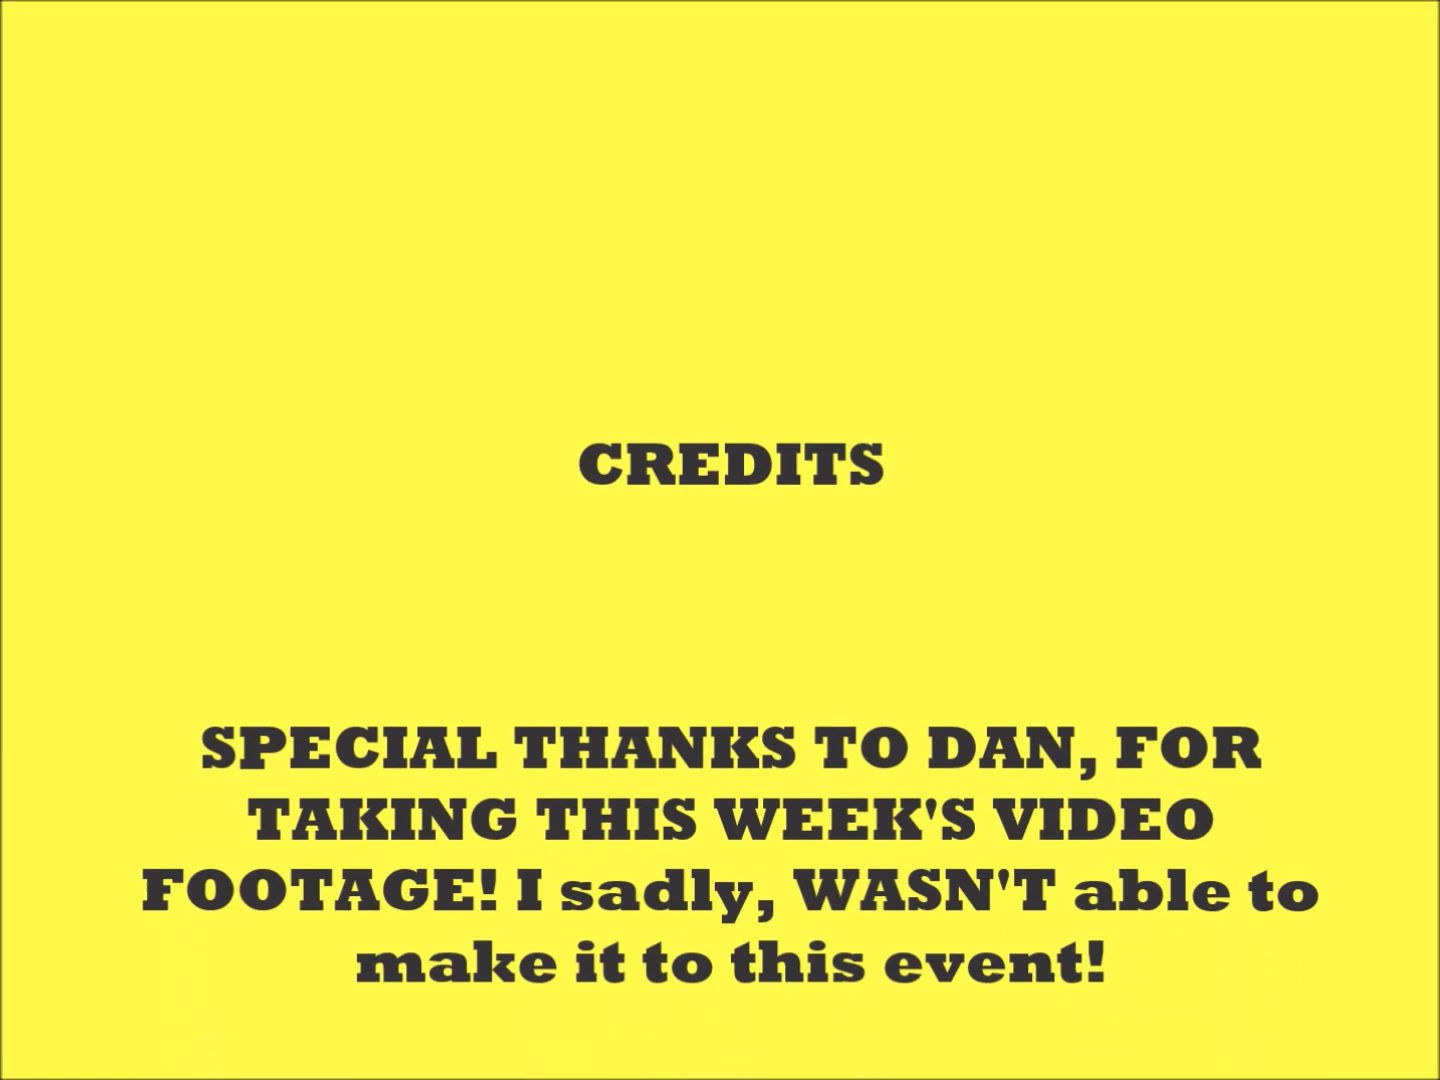 CREDITS
SPECIAL THANKS TO DAN, FOR
TAKING THIS WEEK'S VIDEO
FOOTAGE! I sadly, WASN'T able to
make it to this event!